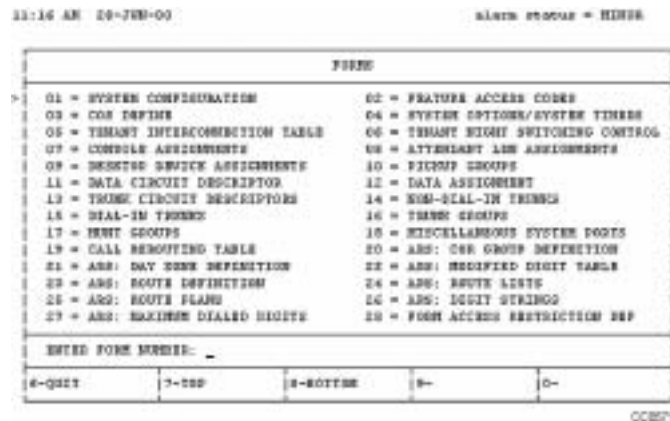 11:16 AM 20-JUN-00 alarm status = MINOR
FORMS
> 01 = SYSTEM CONFIGURATION 02 = FEATURE ACCESS CODES
03 = COS DEFINE 04 = SYSTEM OPTIONS/SYSTEM TIMERS
05 = TENANT INTERCONNECTION TABLE 06 = TENANT NIGHT SWITCHING CONTROL
07 = CONSOLE ASSIGNMENTS 08 = ATTENDANT LDN ASSIGNMENTS
09 = DESKTOP DEVICE ASSIGNMENTS 10 = PICKUP GROUPS
11 = DATA CIRCUIT DESCRIPTOR 12 = DATA ASSIGNMENT
13 = TRUNK CIRCUIT DESCRIPTORS 14 = NON-DIAL-IN TRUNKS
15 = DIAL-IN TRUNKS 16 = TRUNK GROUPS
17 = HUNT GROUPS 18 = MISCELLANEOUS SYSTEM PORTS
19 = CALL REROUTING TABLE 20 = ARS: COR GROUP DEFINITION
21 = ARS: DAY ZONE DEFINITION 22 = ARS: MODIFIED DIGIT TABLE
23 = ARS: ROUTE DEFINITION 24 = ARS: ROUTE LISTS
25 = ARS: ROUTE PLANS 26 = ARS: DIGIT STRINGS
27 = ARS: MAXIMUM DIALED DIGITS 28 = FORM ACCESS RESTRICTION DEF
ENTER FORM NUMBER: _
6-QUIT 7-TOP 8-BOTTOM 9- 0-